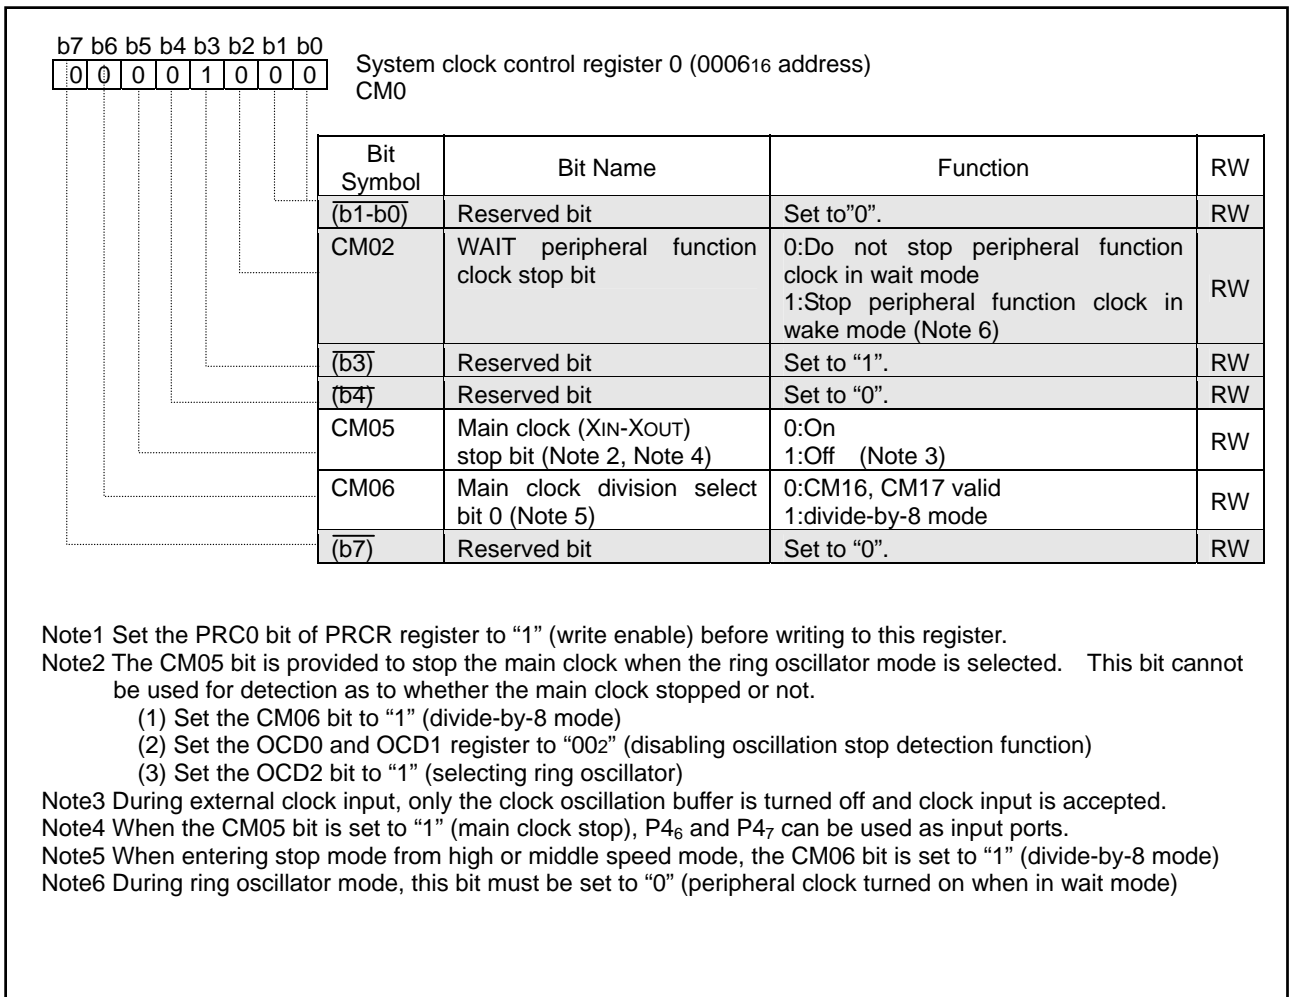 b7 b6 b5 b4 b3 b2 b1 b0
0 0 0 0 1 0 0 0
System clock control register 0 (000616 address)
CM0
Bit Symbol | Bit Name | Function | RW
(b1-b0) | Reserved bit | Set to”0”. | RW
CM02 | WAIT peripheral function clock stop bit | 0:Do not stop peripheral function clock in wait mode 1:Stop peripheral function clock in wake mode (Note 6) | RW
(b3) | Reserved bit | Set to “1”. | RW
(b4) | Reserved bit | Set to “0”. | RW
CM05 | Main clock (XIN-XOUT) stop bit (Note 2, Note 4) | 0:On 1:Off (Note 3) | RW
CM06 | Main clock division select bit 0 (Note 5) | 0:CM16, CM17 valid 1:divide-by-8 mode | RW
(b7) | Reserved bit | Set to “0”. | RW
Note1 Set the PRC0 bit of PRCR register to “1” (write enable) before writing to this register.
Note2 The CM05 bit is provided to stop the main clock when the ring oscillator mode is selected. This bit cannot
be used for detection as to whether the main clock stopped or not.
(1) Set the CM06 bit to “1” (divide-by-8 mode)
(2) Set the OCD0 and OCD1 register to “002” (disabling oscillation stop detection function)
(3) Set the OCD2 bit to “1” (selecting ring oscillator)
Note3 During external clock input, only the clock oscillation buffer is turned off and clock input is accepted.
Note4 When the CM05 bit is set to “1” (main clock stop), P46 and P47 can be used as input ports.
Note5 When entering stop mode from high or middle speed mode, the CM06 bit is set to “1” (divide-by-8 mode)
Note6 During ring oscillator mode, this bit must be set to “0” (peripheral clock turned on when in wait mode)